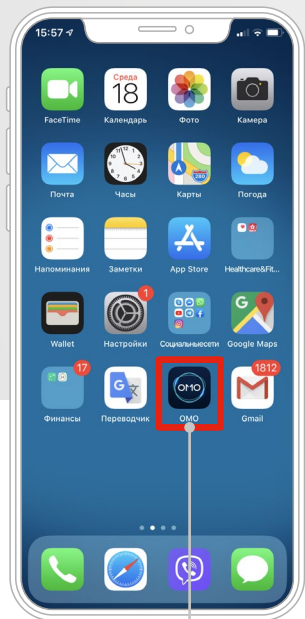 15:57
Среда
18
FaceTime Календарь Фото Камера
280
Почта Часы Карты Погода
Напоминания Заметки App Store Healthcare&Fit...
1
G
Wallet Настройки Социальныесети Google Maps
17
G
OMO
1812
Финансы Переводчик OMO Gmail